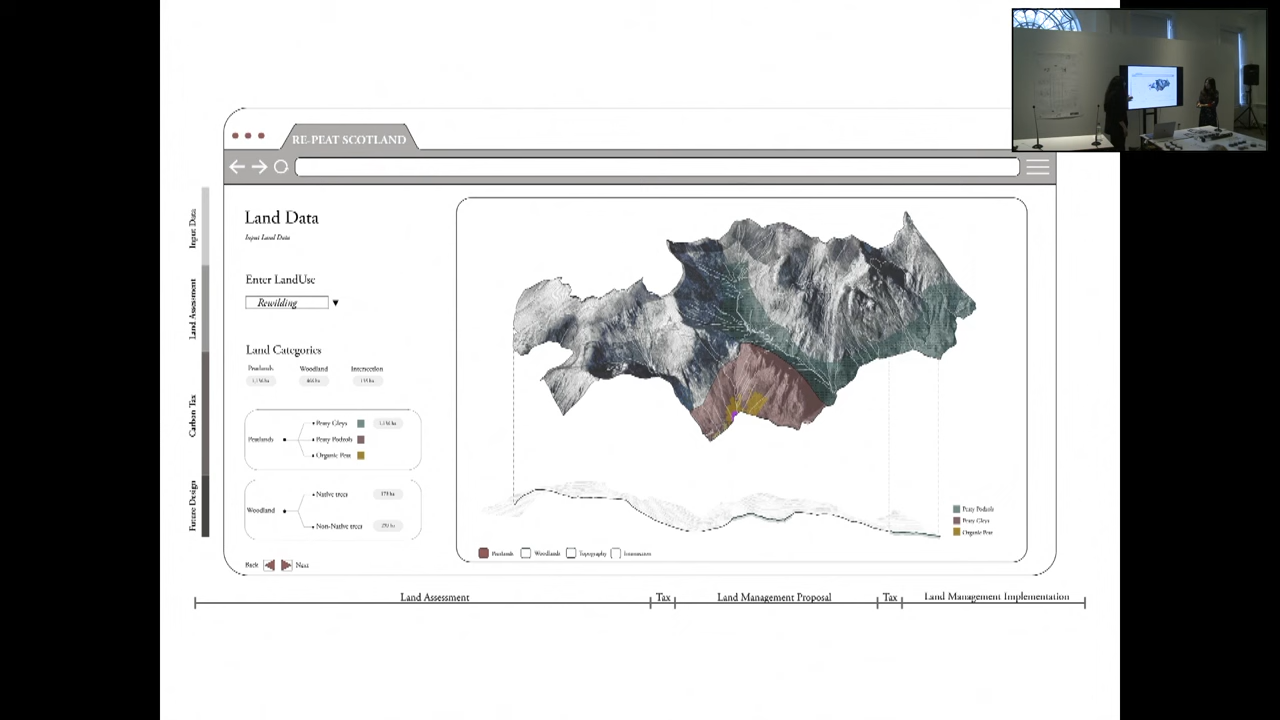 RE-PEAT SCOTLAND
Input Data
Land Assessment
Carbon Tax
Future Design
Land Data
Input Land Data
Enter LandUse
Rewilding
Land Categories
Peatlands Woodland Intersection
Peatlands
Peaty Gleys
Peaty Podzols
Organic Peat
Woodland
Native trees
Non-Native trees
Back Next
Peaty Podzols
Peaty Gleys
Organic Peat
Peatlands Woodlands Topography Intersection
Land Assessment Tax Land Management Proposal Tax Land Management Implementation